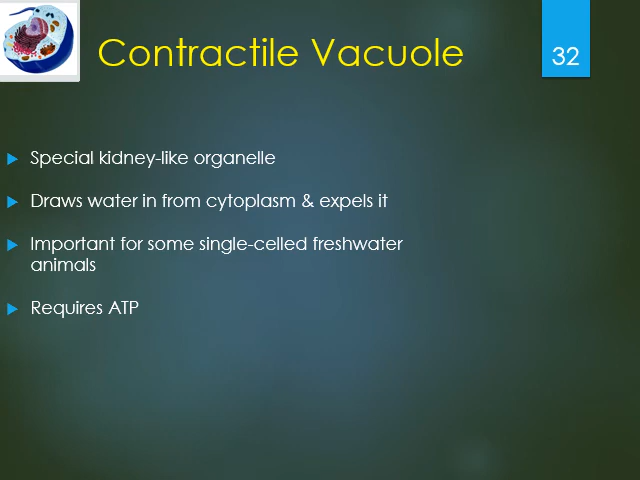 Contractile Vacuole
32
Special kidney-like organelle
Draws water in from cytoplasm & expels it
Important for some single-celled freshwater
animals
Requires ATP